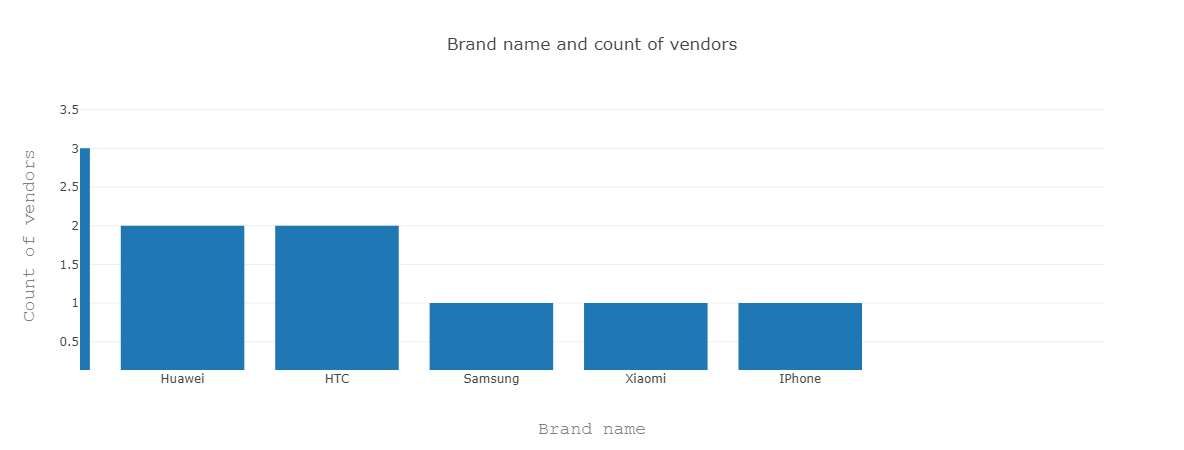 Brand name and count of vendors
3.5
3
2.5
2
1.5
1
0.5
Count of vendors
Huawei
HTC
Samsung
Xiaomi
IPhone
Brand name